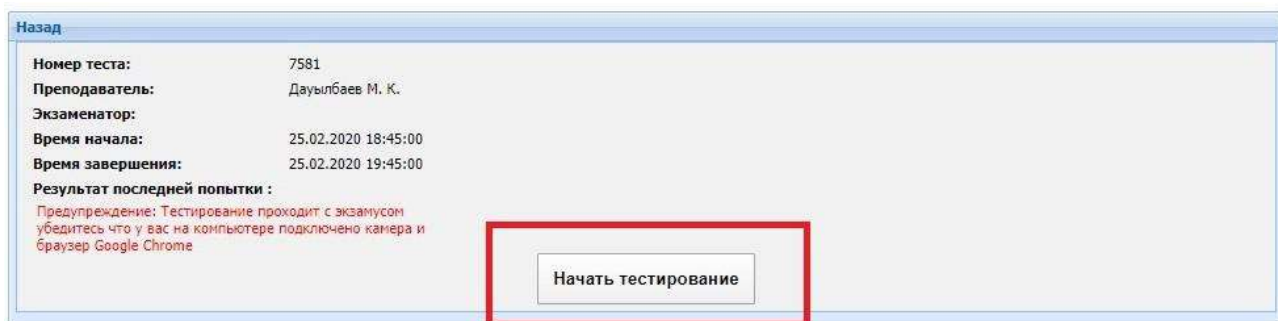 Назад
Номер теста: 7581
Преподаватель: Дауылбаев М. К.
Экзаменатор:
Время начала: 25.02.2020 18:45:00
Время завершения: 25.02.2020 19:45:00
Результат последней попытки :
Предупреждение: Тестирование проходит с экзамусом
убедитесь что у вас на компьютере подключено камера и
браузер Google Chrome
Начать тестирование